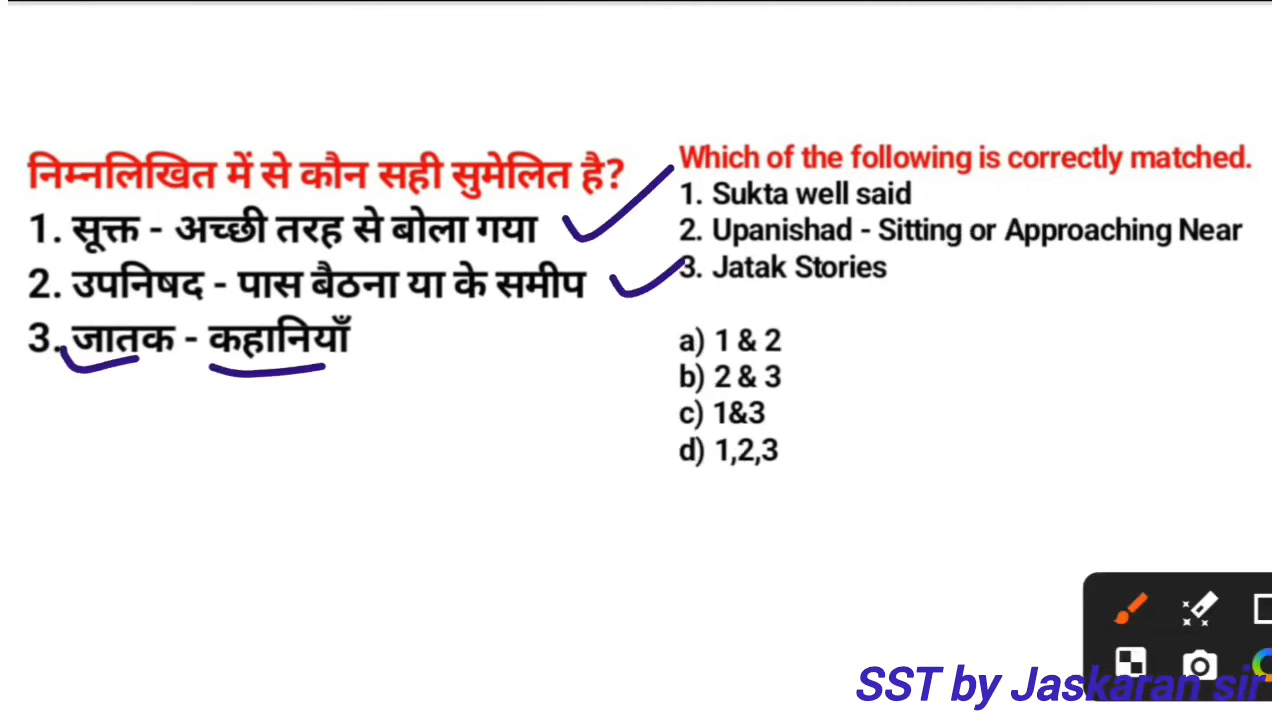 निम्नलिखित में से कौन सही सुमेलित है?
1. सूक्त - अच्छी तरह से बोला गया
2. उपनिषद - पास बैठना या के समीप
3. जातक - कहानियाँ
Which of the following is correctly matched.
1. Sukta well said
2. Upanishad - Sitting or Approaching Near
3. Jatak Stories
a) 1 & 2
b) 2 & 3
c) 1&3
d) 1,2,3
SST by Jaskaran sir